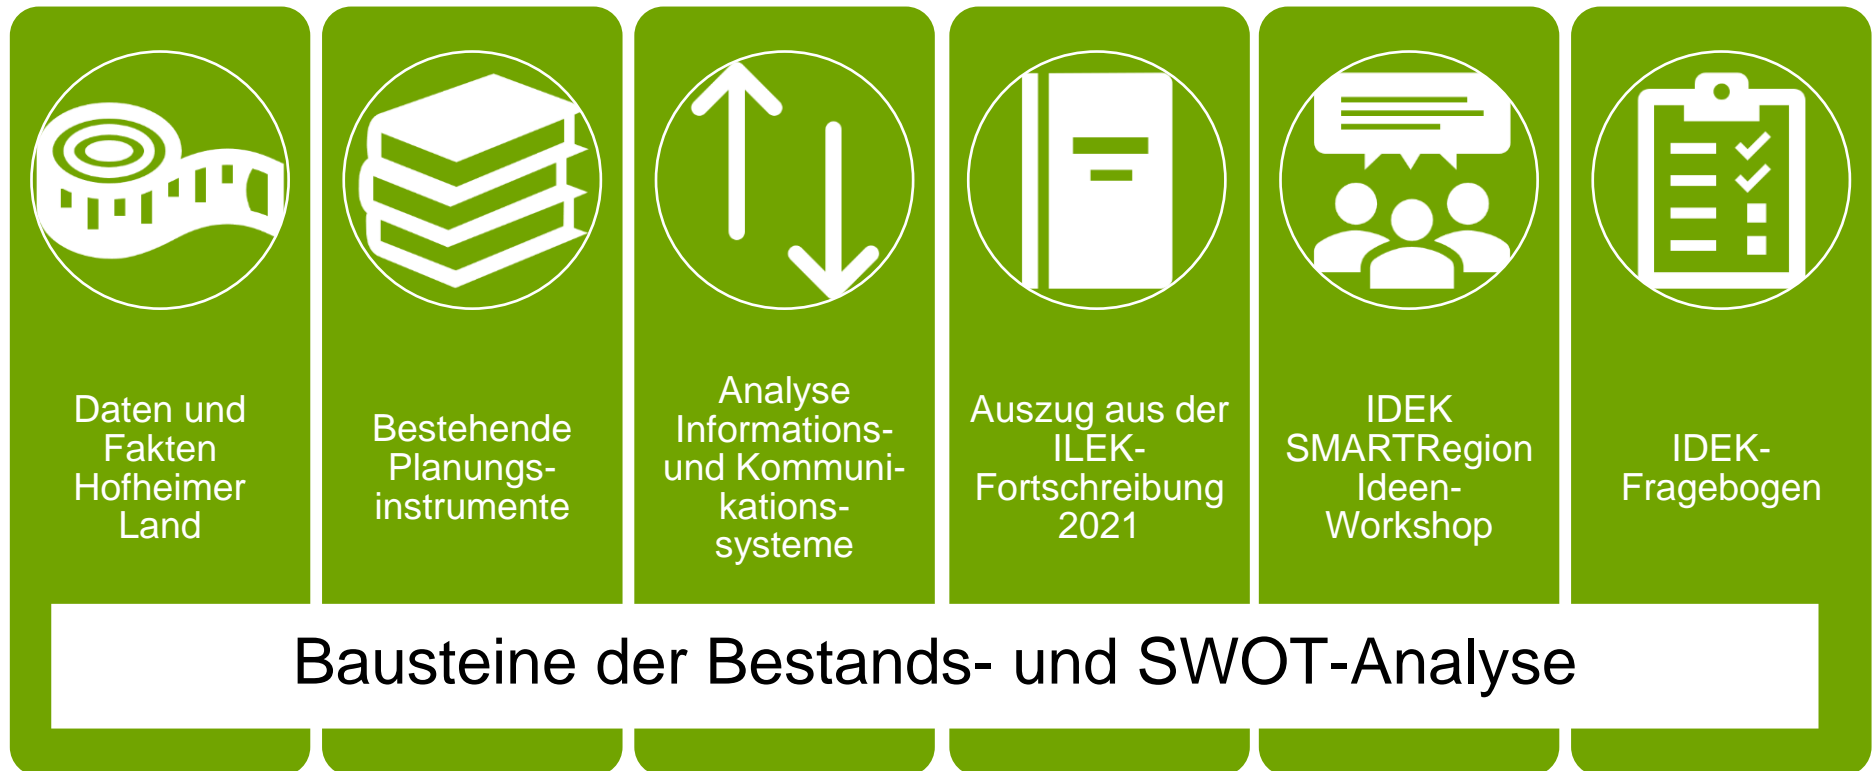 Daten und
Fakten
Hofheimer
Land
Bestehende
Planungs-
instrumente
Analyse
Informations-
und Kommuni-
kations-
systeme
Auszug aus der
ILEK-
Fortschreibung
2021
IDEK
SMARTRegion
Ideen-
Workshop
IDEK-
Fragebogen
Bausteine der Bestands- und SWOT-Analyse